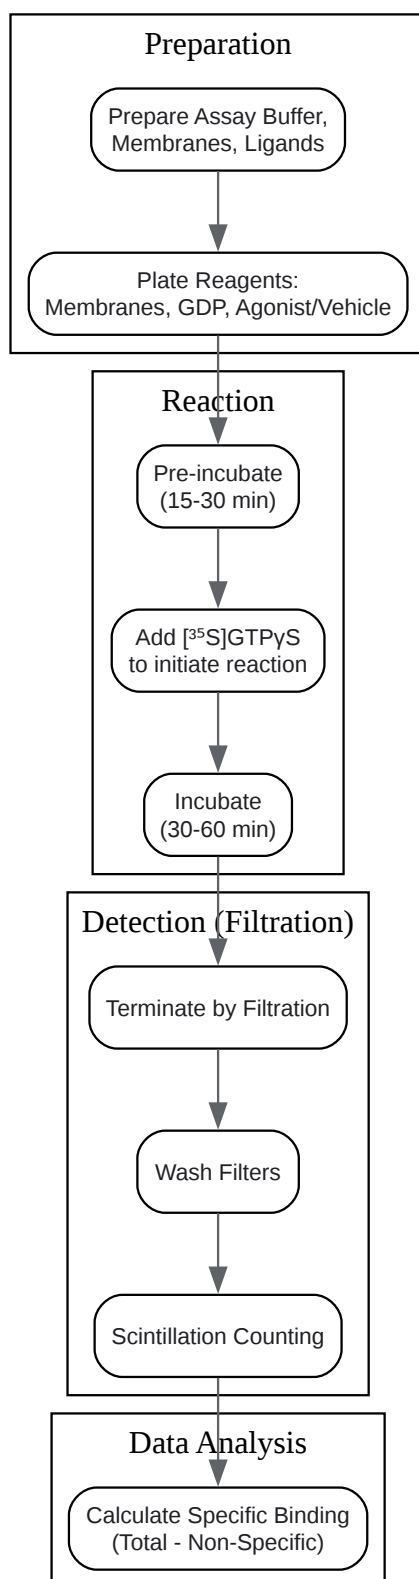 Preparation
Prepare Assay Buffer,
Membranes, Ligands
Plate Reagents:
Membranes, GDP, Agonist/Vehicle
Reaction
Pre-incubate
(15-30 min)
Add [³⁵S]GTPγS
to initiate reaction
Incubate
(30-60 min)
Detection (Filtration)
Terminate by Filtration
Wash Filters
Scintillation Counting
Data Analysis
Calculate Specific Binding
(Total - Non-Specific)